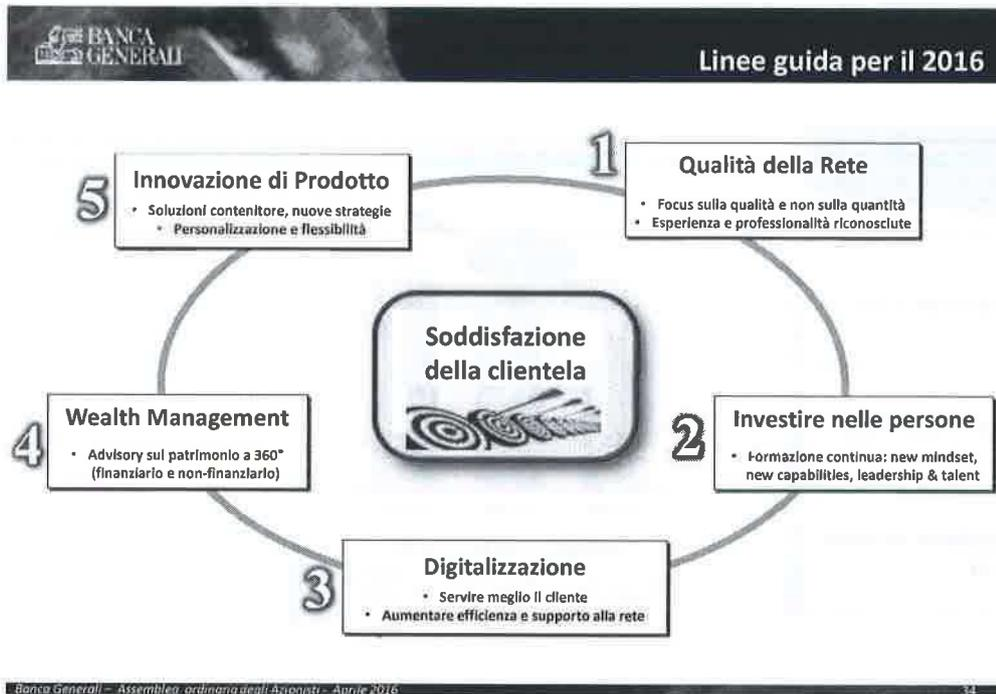 BANCA
GENERALI
Linee guida per il 2016
1
Qualità della Rete
• Focus sulla qualità e non sulla quantità
• Esperienza e professionalità riconosciute
2
Investire nelle persone
• Formazione continua: new mindset,
new capabilities, leadership & talent
3
Digitalizzazione
• Servire meglio il cliente
• Aumentare efficienza e supporto alla rete
4
Wealth Management
• Advisory sul patrimonio a 360°
(finanziario e non-finanziario)
5
Innovazione di Prodotto
• Soluzioni contenitore, nuove strategie
• Personalizzazione e flessibilità
Soddisfazione
della clientela
Banca Generali – Assemblea ordinaria degli Azionisti - Aprile 2016
34